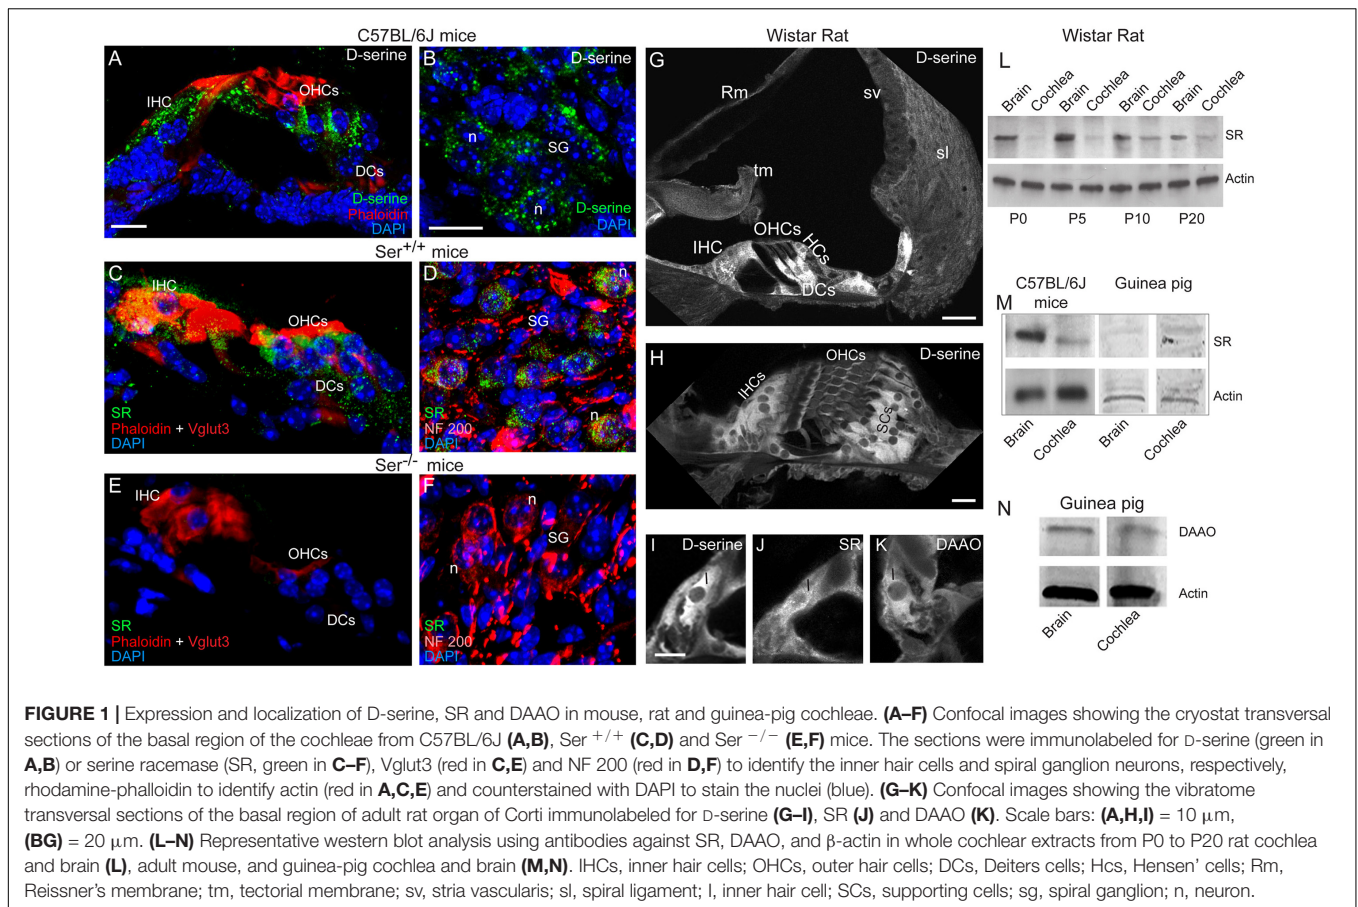 C57BL/6J mice
A
D-serine
IHC
OHCs
DCs
D-serine
Phaloidin
DAPI
B
D-serine
n
SG
n
D-serine
DAPI
Ser+/+ mice
C
IHC
OHCs
DCs
SR
Phaloidin + Vglut3
DAPI
D
n
SG
n
SR
NF 200
DAPI
Ser-/- mice
E
IHC
OHCs
DCs
SR
Phaloidin + Vglut3
DAPI
F
n
SG
n
SR
NF 200
DAPI
Wistar Rat
G
D-serine
Rm
sv
sl
tm
OHCs
IHC
HCs
DCs
H
OHCs
D-serine
IHCs
SCs
I
D-serine
I
J
SR
I
K
DAAO
I
Wistar Rat
L
Brain Cochlea Brain Cochlea Brain Cochlea Brain Cochlea
SR
Actin
P0 P5 P10 P20
C57BL/6J
mice
Guinea pig
M
SR
Actin
Brain Cochlea Brain Cochlea
N
Guinea pig
DAAO
Actin
Brain Cochlea
FIGURE 1 | Expression and localization of D-serine, SR and DAAO in mouse, rat and guinea-pig cochleae. (A–F) Confocal images showing the cryostat transversal
sections of the basal region of the cochleae from C57BL/6J (A,B), Ser +/+ (C,D) and Ser −/− (E,F) mice. The sections were immunolabeled for D-serine (green in
A,B) or serine racemase (SR, green in C–F), Vglut3 (red in C,E) and NF 200 (red in D,F) to identify the inner hair cells and spiral ganglion neurons, respectively,
rhodamine-phalloidin to identify actin (red in A,C,E) and counterstained with DAPI to stain the nuclei (blue). (G–K) Confocal images showing the vibratome
transversal sections of the basal region of adult rat organ of Corti immunolabeled for D-serine (G–I), SR (J) and DAAO (K). Scale bars: (A,H,I) = 10 μm,
(BG) = 20 μm. (L–N) Representative western blot analysis using antibodies against SR, DAAO, and β-actin in whole cochlear extracts from P0 to P20 rat cochlea
and brain (L), adult mouse, and guinea-pig cochlea and brain (M,N). IHCs, inner hair cells; OHCs, outer hair cells; DCs, Deiters cells; Hcs, Hensen' cells; Rm,
Reissner's membrane; tm, tectorial membrane; sv, stria vascularis; sl, spiral ligament; I, inner hair cell; SCs, supporting cells; sg, spiral ganglion; n, neuron.